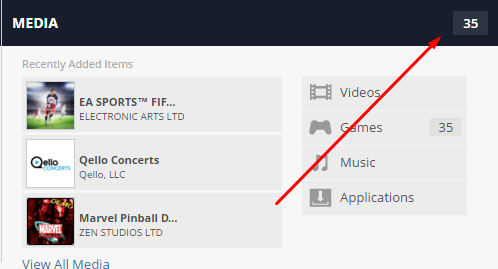 MEDIA 35
Recently Added Items
EA SPORTS™ FIF...
ELECTRONIC ARTS LTD
Qello
CONCERTS
Qello Concerts
Qello, LLC
DEMO
MARVEL
Marvel Pinball D...
ZEN STUDIOS LTD
View All Media
Videos
Games 35
Music
Applications